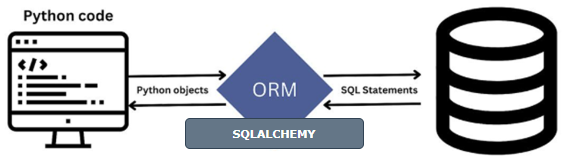 Python code
</>
Python objects
ORM
SQL Statements
SQLALCHEMY